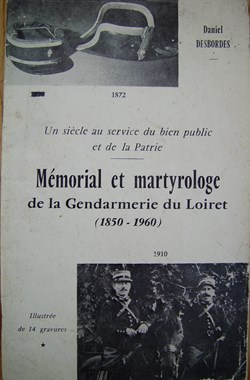 Daniel
DESBORDES
1872
Un siècle au service du bien public
et de la Patrie
Mémorial et martyrologe
de la Gendarmerie du Loiret
(1850 - 1960)
1910
Illustrée
de 14 gravures